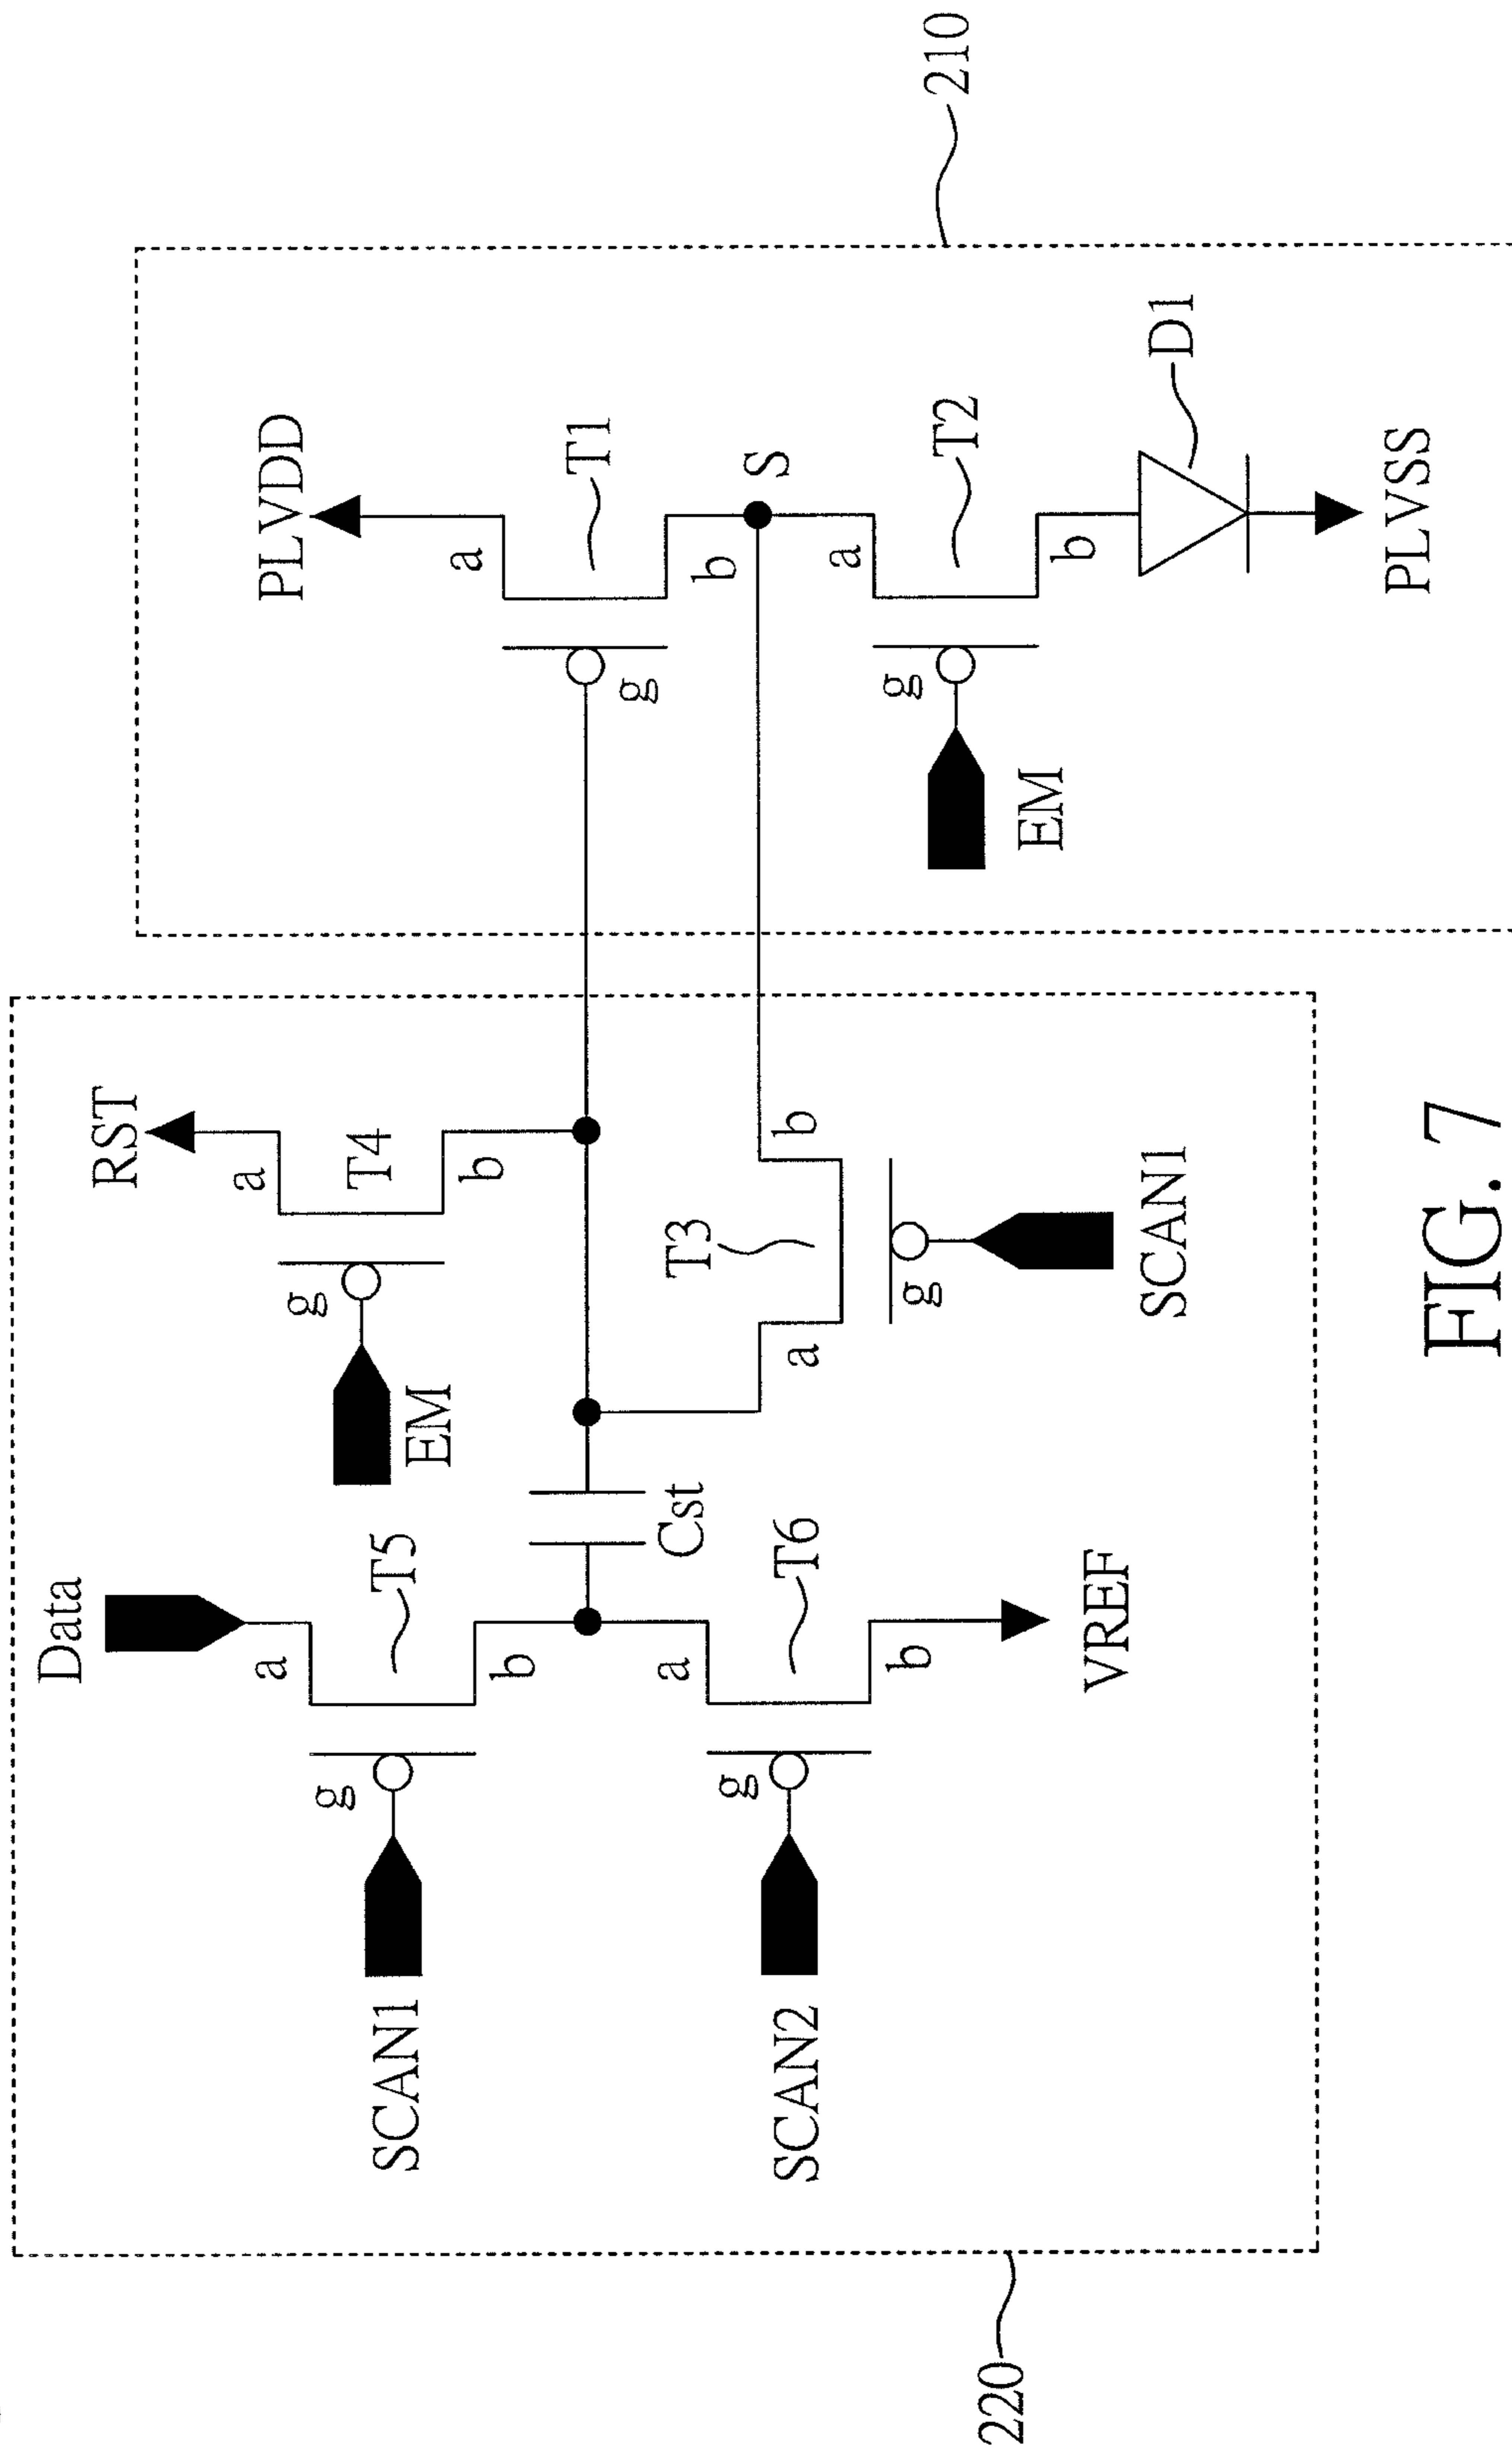 Data
RST
PLVDD
a
a
a
SCAN1
g
T5
EM
g
T4
g
T1
b
b
b
Cst
T3
b
S
SCAN2
g
a
T6
a
g
a
T2
EM
g
SCAN1
b
VREF
b
D1
PLVSS
220
210
FIG. 7